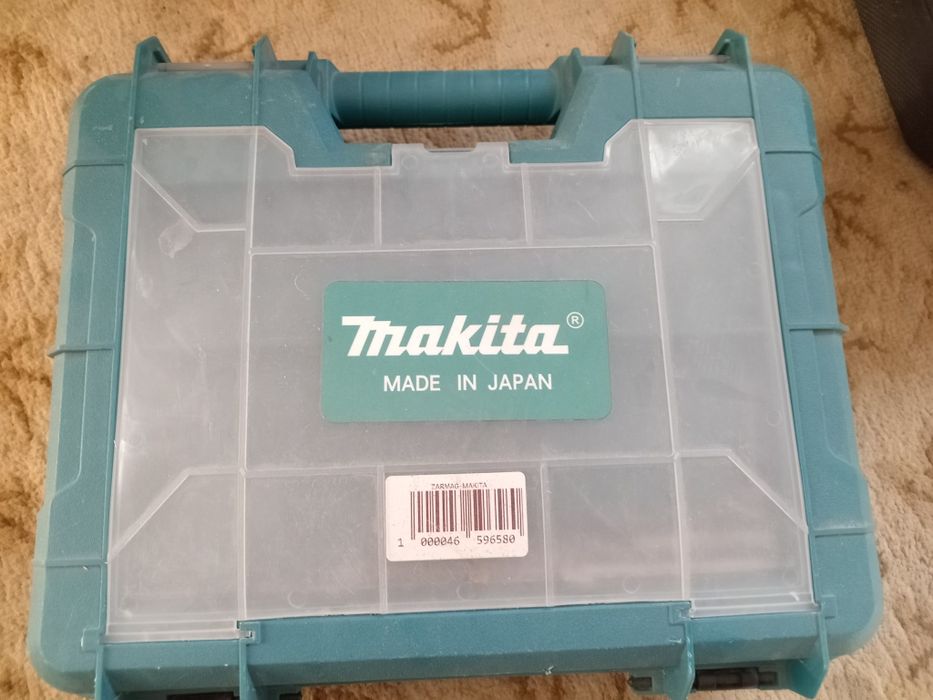 makita®
MADE IN JAPAN
ZARMAG-MAKITA
1 000046 596580